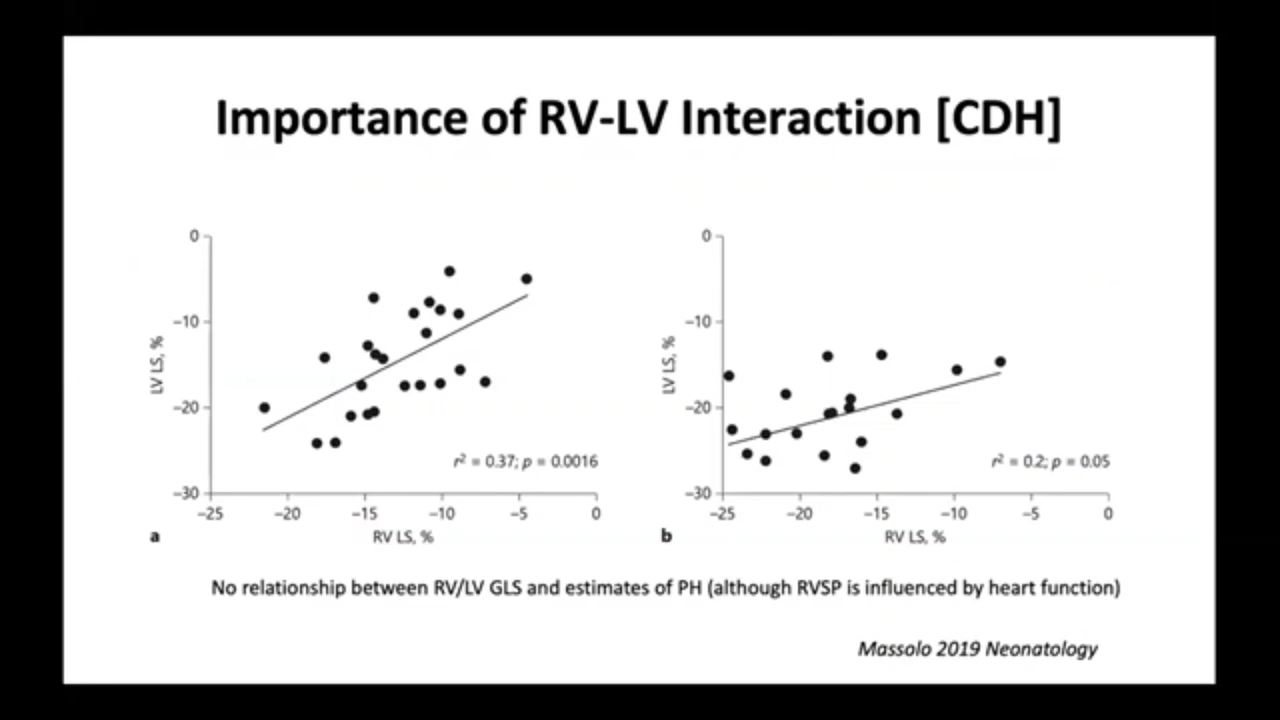 Importance of RV-LV Interaction [CDH]
0
−10
−20
−30
LV LS, %
−25 −20 −15 −10 −5 0
RV LS, %
r² = 0.37; p = 0.0016
a
0
−10
−20
−30
LV LS, %
−25 −20 −15 −10 −5 0
RV LS, %
r² = 0.2; p = 0.05
b
No relationship between RV/LV GLS and estimates of PH (although RVSP is influenced by heart function)
Massolo 2019 Neonatology